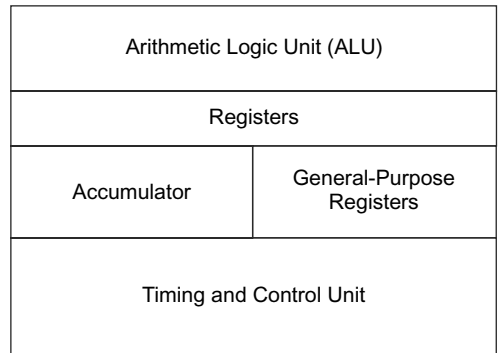 Arithmetic Logic Unit (ALU)
Registers
Accumulator
General-Purpose
Registers
Timing and Control Unit